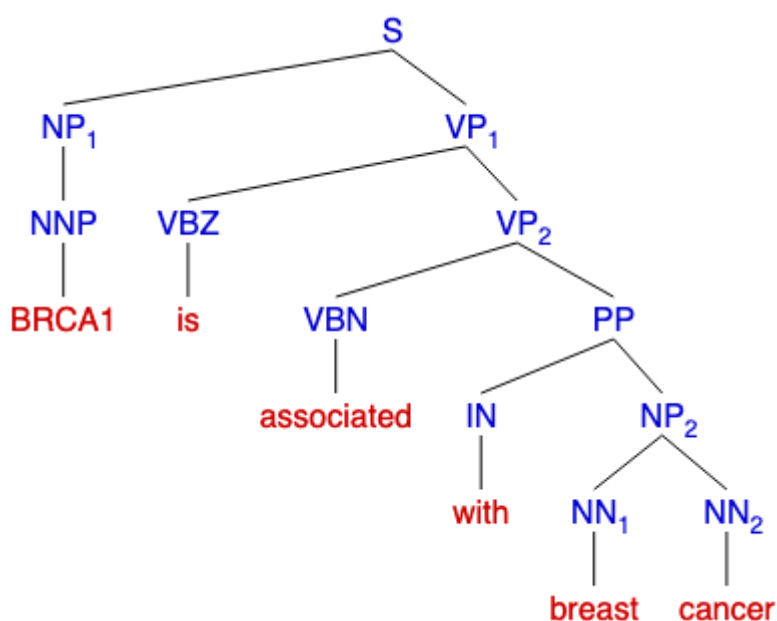 S
NP₁ VP₁
NNP VBZ VP₂
BRCA1 is VBN PP
associated IN NP₂
with NN₁ NN₂
breast cancer